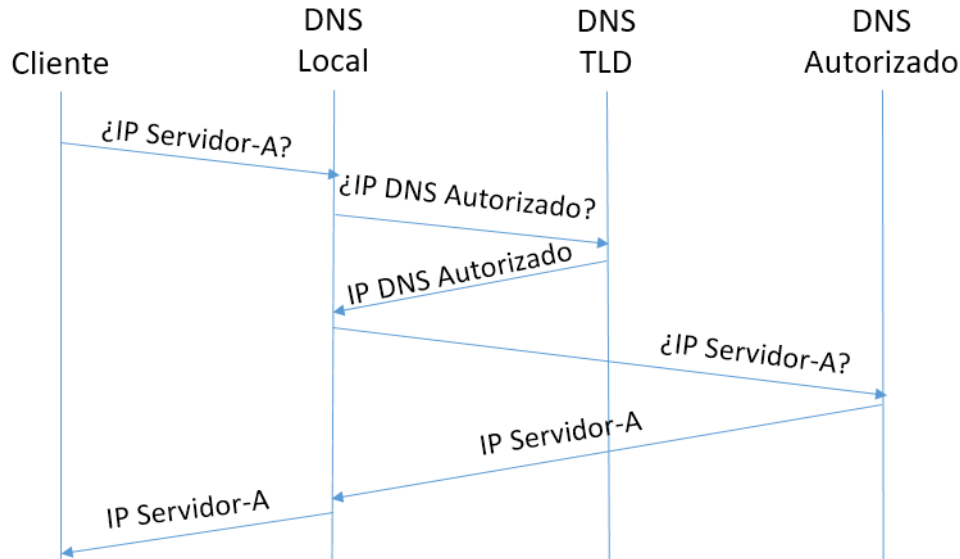 Cliente
DNS
Local
DNS
TLD
DNS
Autorizado
¿IP Servidor-A?
¿IP DNS Autorizado?
IP DNS Autorizado
¿IP Servidor-A?
IP Servidor-A
IP Servidor-A